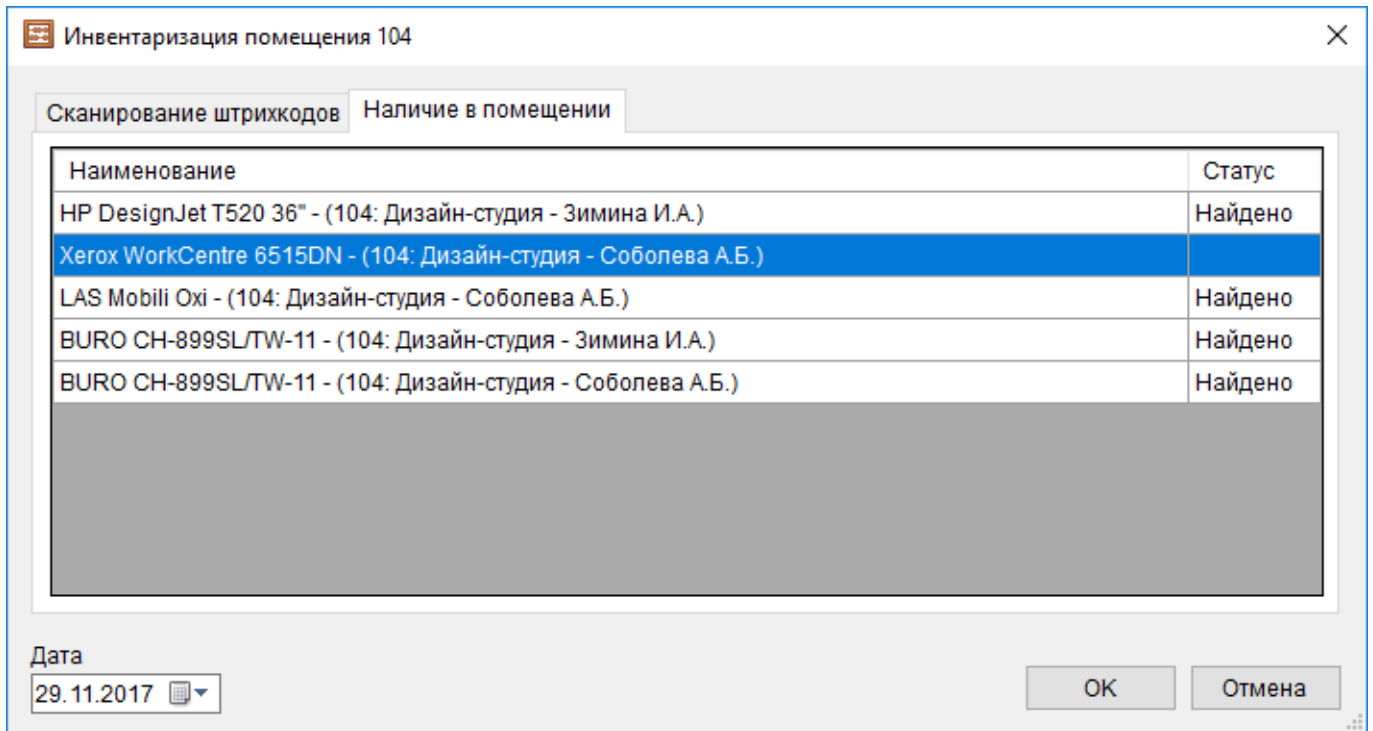 Инвентаризация помещения 104
Сканирование штрихкодов Наличие в помещении
Наименование Статус
HP DesignJet T520 36" - (104: Дизайн-студия - Зимина И.А.) Найдено
Xerox WorkCentre 6515DN - (104: Дизайн-студия - Соболева А.Б.)
LAS Mobili Oxi - (104: Дизайн-студия - Соболева А.Б.) Найдено
BURO CH-899SL/TW-11 - (104: Дизайн-студия - Зимина И.А.) Найдено
BURO CH-899SL/TW-11 - (104: Дизайн-студия - Соболева А.Б.) Найдено
Дата
29.11.2017 OK Отмена